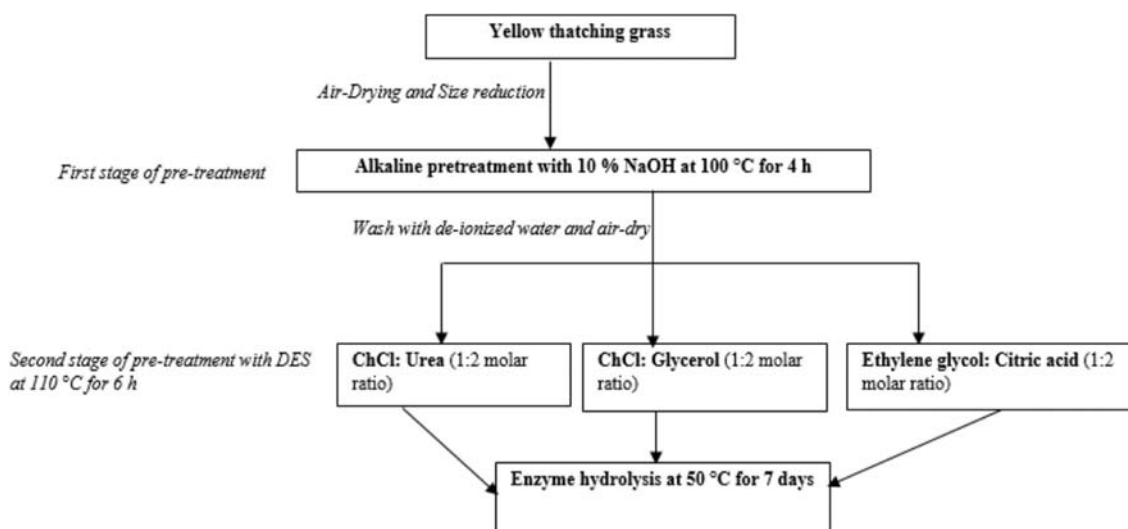 Yellow thatching grass
Air-Drying and Size reduction
First stage of pre-treatment
Alkaline pretreatment with 10 % NaOH at 100 °C for 4 h
Wash with de-ionized water and air-dry
Second stage of pre-treatment with DES
at 110 °C for 6 h
ChCl: Urea (1:2 molar
ratio)
ChCl: Glycerol (1:2 molar
ratio)
Ethylene glycol: Citric acid (1:2
molar ratio)
Enzyme hydrolysis at 50 °C for 7 days